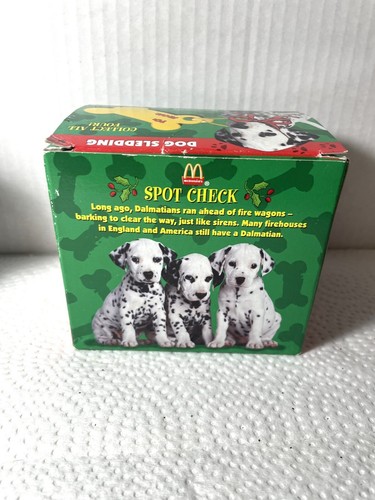 COLLECT ALL
FOUR!
DOG SLEDDING
McDonald's®
SPOT CHECK
Long ago, Dalmatians ran ahead of fire wagons –
barking to clear the way, just like sirens. Many firehouses
in England and America still have a Dalmatian.